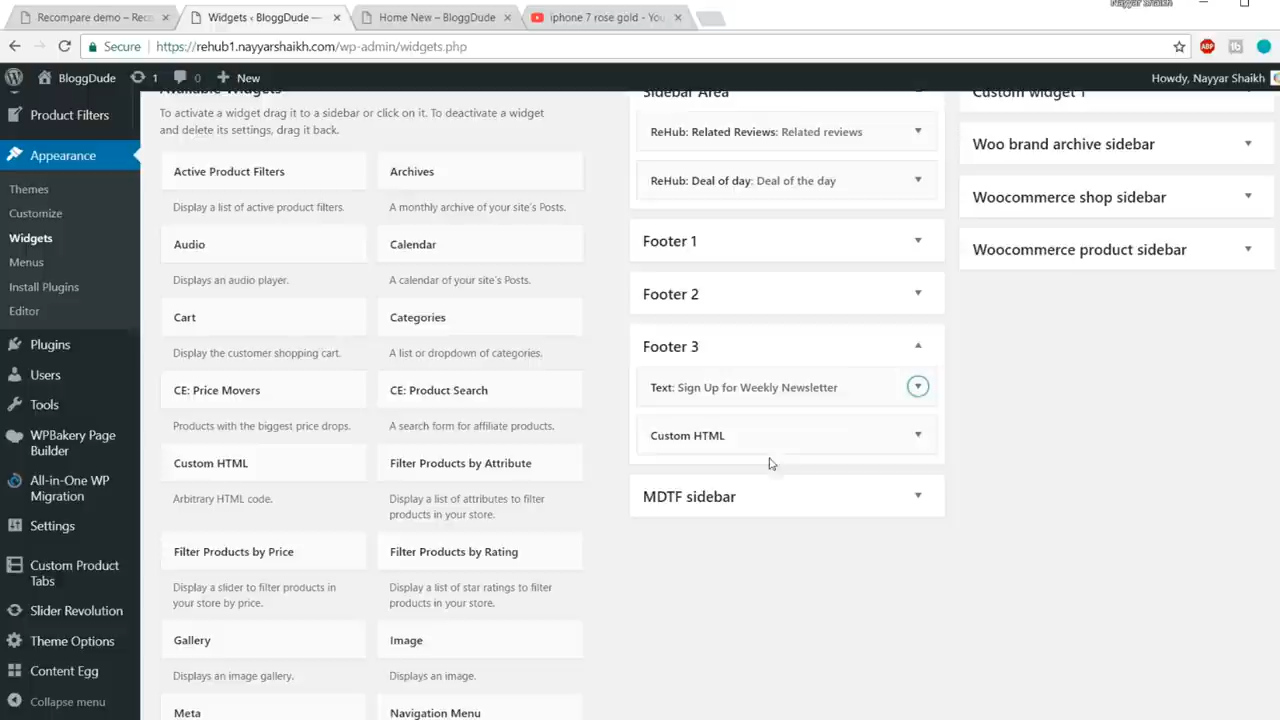 Nayyar Shaikh
Recompare demo – Rec
Widgets ‹ BloggDude —
Home New – BloggDude
iphone 7 rose gold - You
Secure
https://rehub1.nayyarshaikh.com/wp-admin/widgets.php
ABP
BloggDude
1
0
New
Howdy, Nayyar Shaikh
Product Filters
Appearance
Themes
Customize
Widgets
Menus
Install Plugins
Editor
Plugins
Users
Tools
WPBakery Page
Builder
All-in-One WP
Migration
Settings
Custom Product
Tabs
Slider Revolution
Theme Options
Content Egg
Collapse menu
Available Widgets
To activate a widget drag it to a sidebar or click on it. To deactivate a widget
and delete its settings, drag it back.
Active Product Filters
Display a list of active product filters.
Archives
A monthly archive of your site's Posts.
Audio
Displays an audio player.
Calendar
A calendar of your site's Posts.
Cart
Display the customer shopping cart.
Categories
A list or dropdown of categories.
CE: Price Movers
Products with the biggest price drops.
CE: Product Search
A search form for affiliate products.
Custom HTML
Arbitrary HTML code.
Filter Products by Attribute
Display a list of attributes to filter
products in your store.
Filter Products by Price
Display a slider to filter products in
your store by price.
Filter Products by Rating
Display a list of star ratings to filter
products in your store.
Gallery
Displays an image gallery.
Image
Displays an image.
Meta
Navigation Menu
Sidebar Area
ReHub: Related Reviews: Related reviews
ReHub: Deal of day: Deal of the day
Footer 1
Footer 2
Footer 3
Text: Sign Up for Weekly Newsletter
Custom HTML
MDTF sidebar
Custom widget 1
Woo brand archive sidebar
Woocommerce shop sidebar
Woocommerce product sidebar